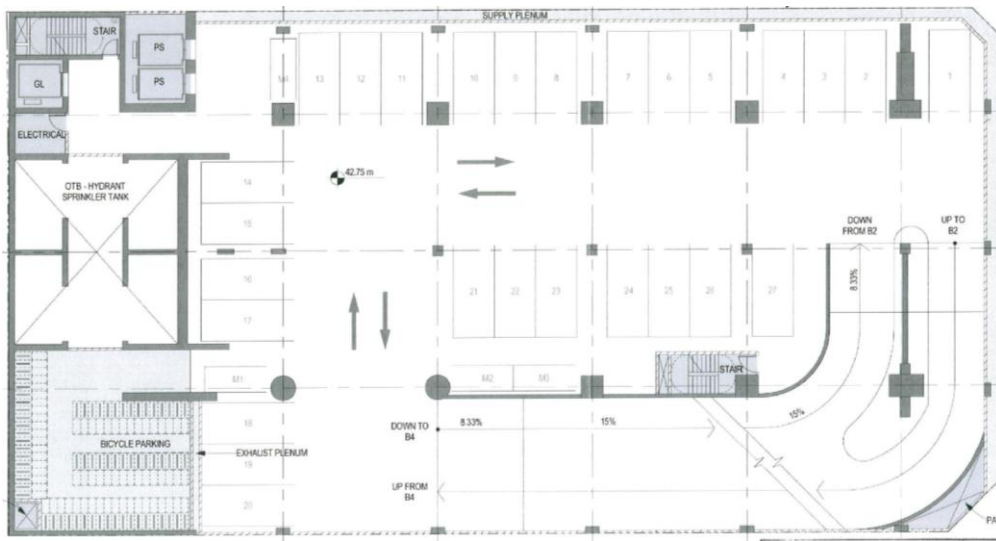 SUPPLY PLENUM
STAIR
PS
PS
GL
ELECTRICAL
M4
13
12
11
10
9
8
7
6
5
4
3
2
1
OTB - HYDRANT
SPRINKLER TANK
14
15
42.75 m
DOWN
FROM B2
UP TO
B2
16
17
21
22
23
24
25
26
27
8.33%
M1
M2
M3
STAIR
18
DOWN TO
B4
8.33%
15%
15%
BICYCLE PARKING
EXHAUST PLENUM
19
UP FROM
B4
20
PA